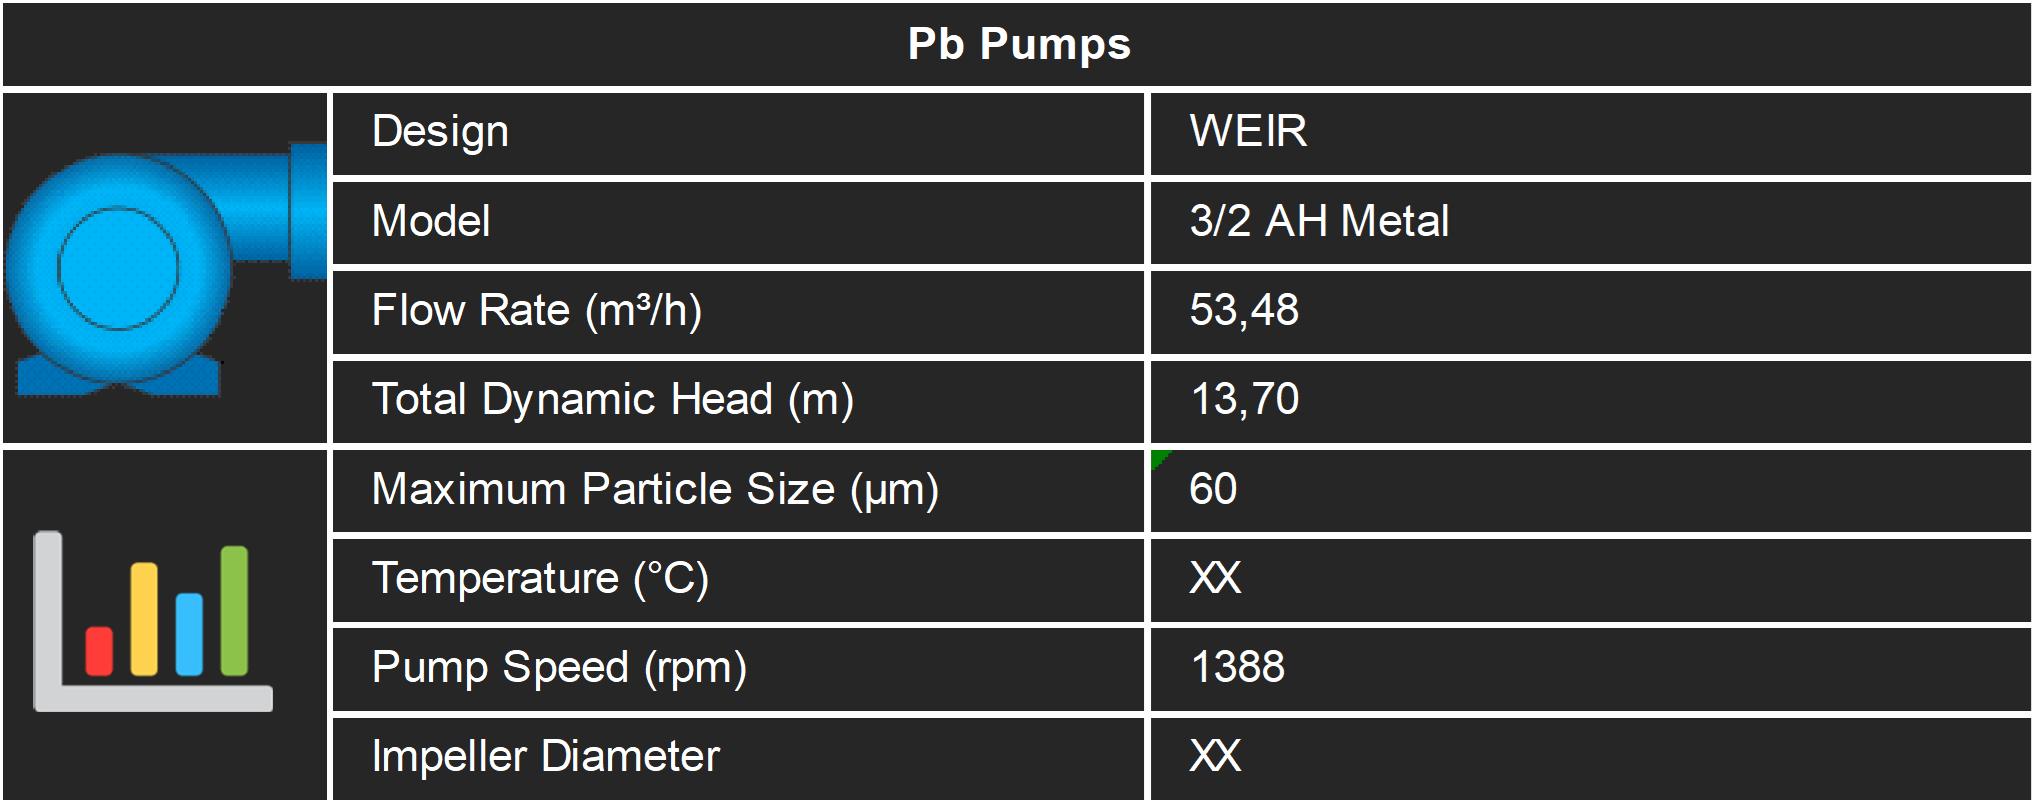 Pb Pumps
Design WEIR
Model 3/2 AH Metal
Flow Rate (m³/h) 53,48
Total Dynamic Head (m) 13,70
Maximum Particle Size (µm) 60
Temperature (°C) XX
Pump Speed (rpm) 1388
Impeller Diameter XX